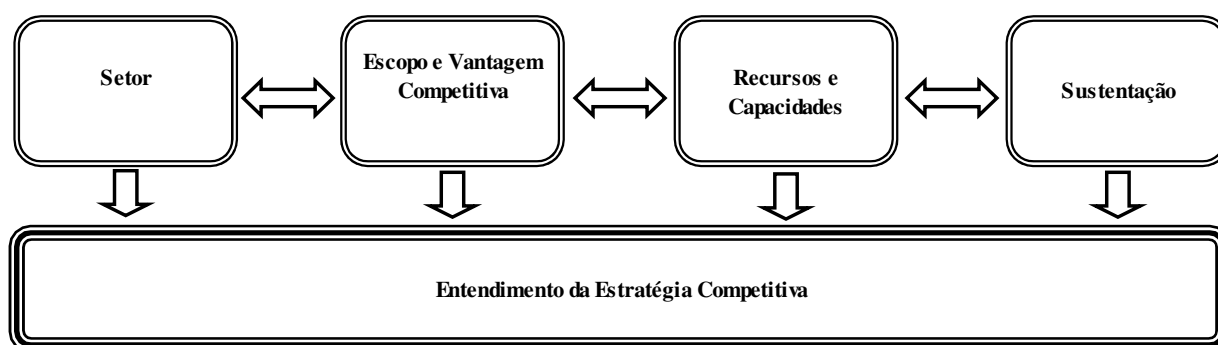 Setor
Escopo e Vantagem
Competitiva
Recursos e
Capacidades
Sustentação
Entendimento da Estratégia Competitiva